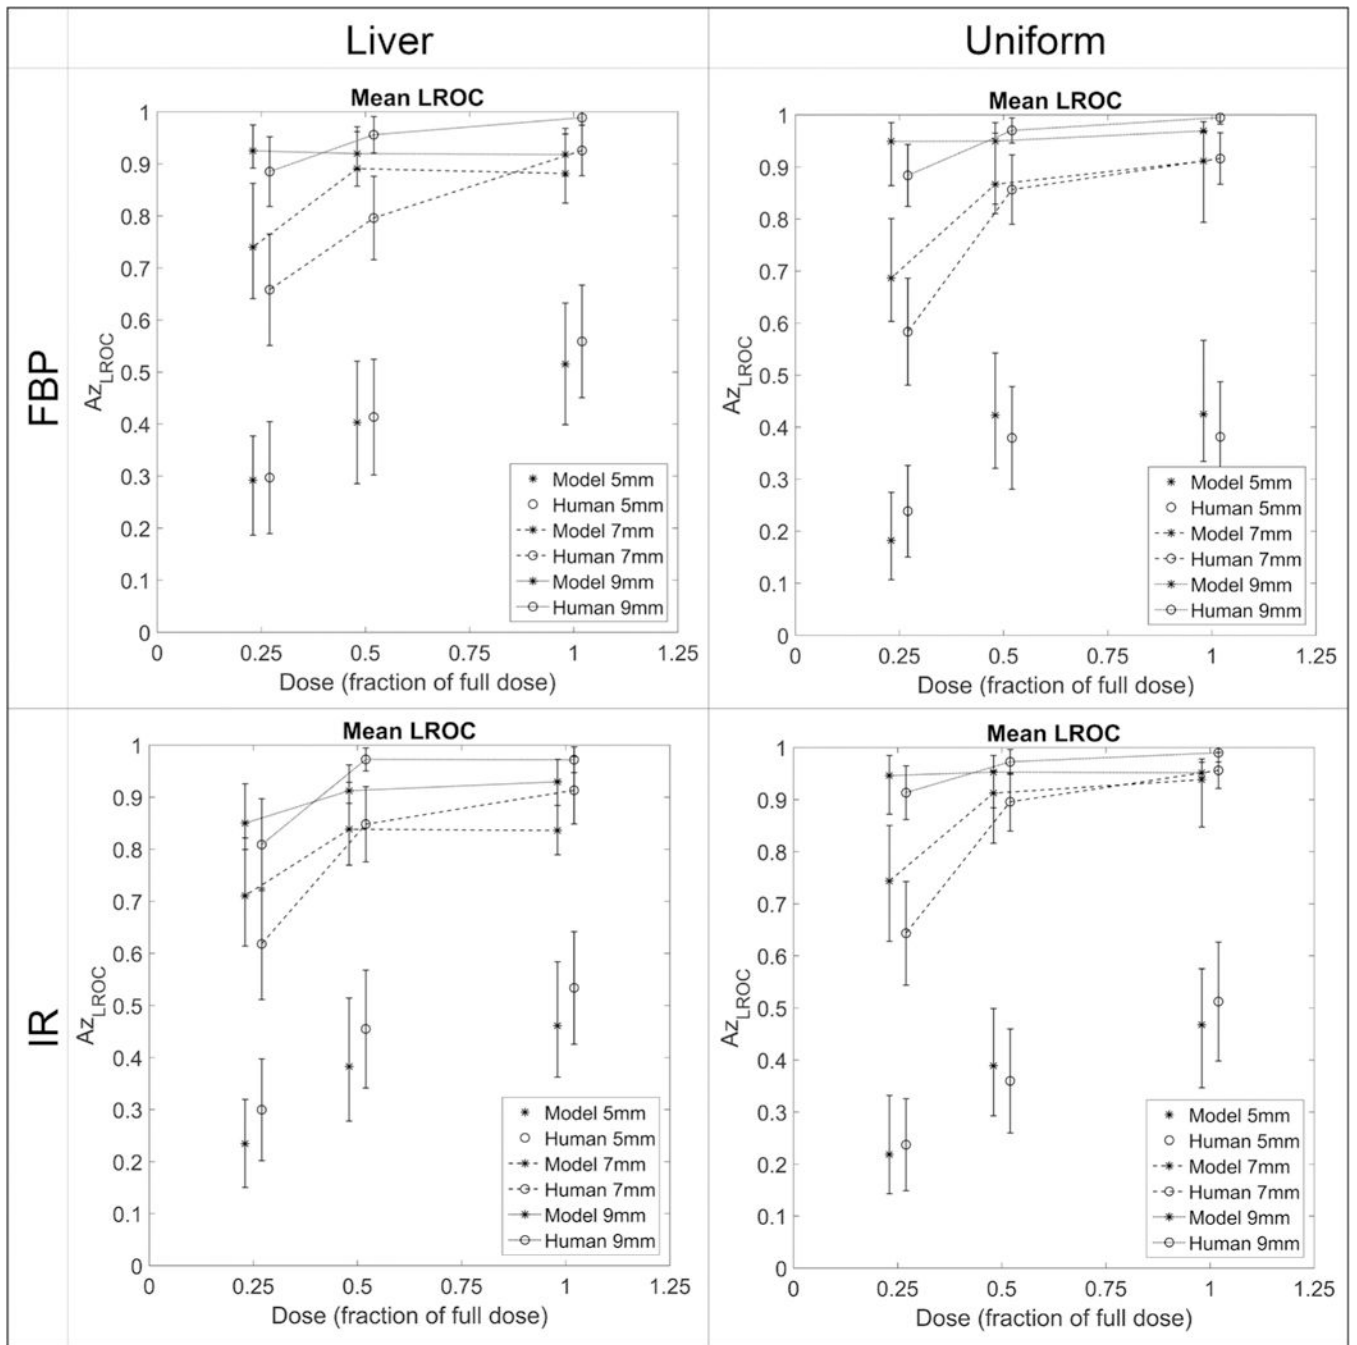 Liver
Uniform
FBP
Mean LROC
1
0.9
0.8
0.7
0.6
0.5
0.4
0.3
0.2
0.1
0
Az_LROC
0
0.25
0.5
0.75
1
1.25
Dose (fraction of full dose)
Model 5mm
Human 5mm
Model 7mm
Human 7mm
Model 9mm
Human 9mm
Mean LROC
1
0.9
0.8
0.7
0.6
0.5
0.4
0.3
0.2
0.1
0
Az_LROC
0
0.25
0.5
0.75
1
1.25
Dose (fraction of full dose)
Model 5mm
Human 5mm
Model 7mm
Human 7mm
Model 9mm
Human 9mm
IR
Mean LROC
1
0.9
0.8
0.7
0.6
0.5
0.4
0.3
0.2
0.1
0
Az_LROC
0
0.25
0.5
0.75
1
1.25
Dose (fraction of full dose)
Model 5mm
Human 5mm
Model 7mm
Human 7mm
Model 9mm
Human 9mm
Mean LROC
1
0.9
0.8
0.7
0.6
0.5
0.4
0.3
0.2
0.1
0
Az_LROC
0
0.25
0.5
0.75
1
1.25
Dose (fraction of full dose)
Model 5mm
Human 5mm
Model 7mm
Human 7mm
Model 9mm
Human 9mm